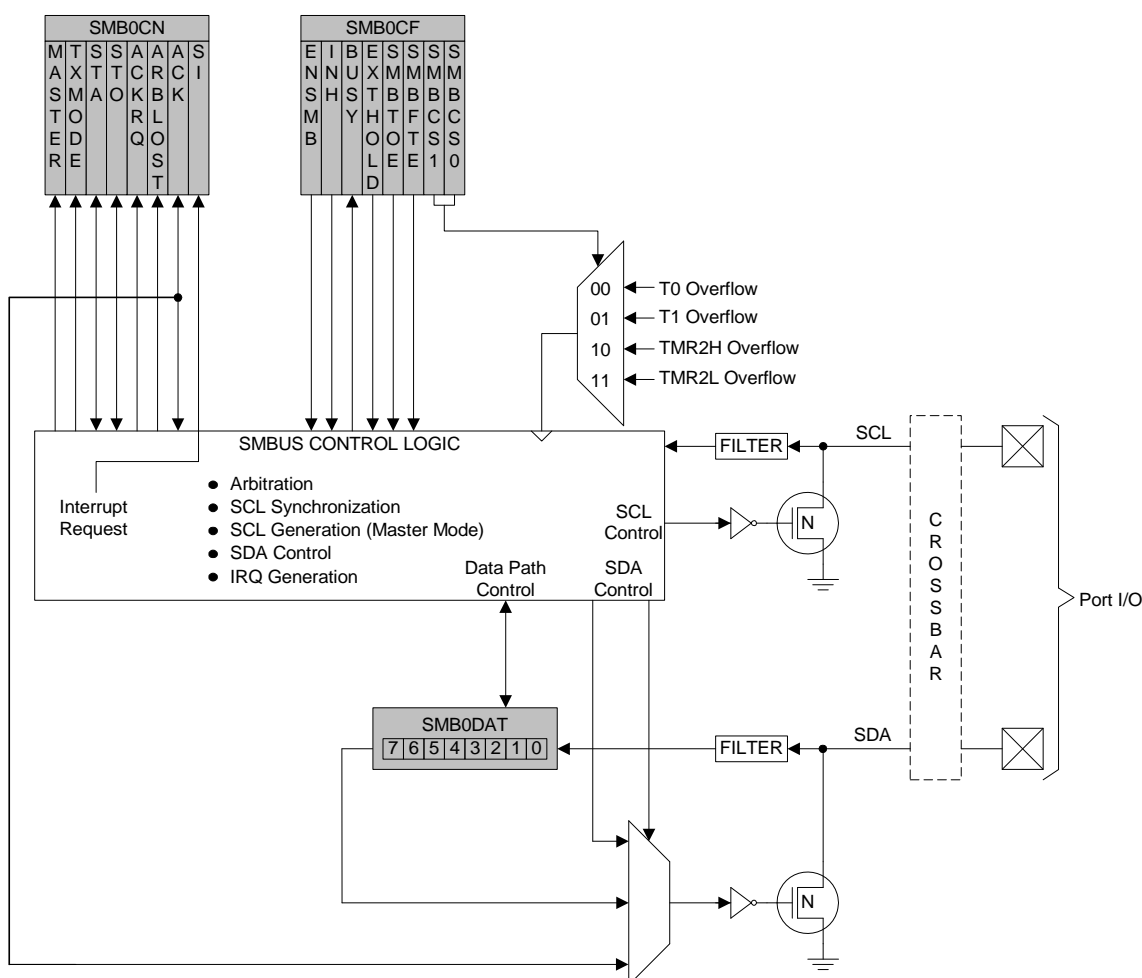 SMB0CN
MASTER
TXMODE
STA
STO
ACKRQ
ARBLOST
ACK
SI
SMB0CF
ENSMB
INH
BUSY
EXTHOLD
SMBTOE
SMBFTE
SMBCS1
SMBCS0
00
T0 Overflow
01
T1 Overflow
10
TMR2H Overflow
11
TMR2L Overflow
SMBUS CONTROL LOGIC
Interrupt
Request
● Arbitration
● SCL Synchronization
● SCL Generation (Master Mode)
● SDA Control
● IRQ Generation
Data Path
Control
SCL
Control
SDA
Control
FILTER
SCL
N
CROSSBAR
Port I/O
SMB0DAT
7 6 5 4 3 2 1 0
FILTER
SDA
N